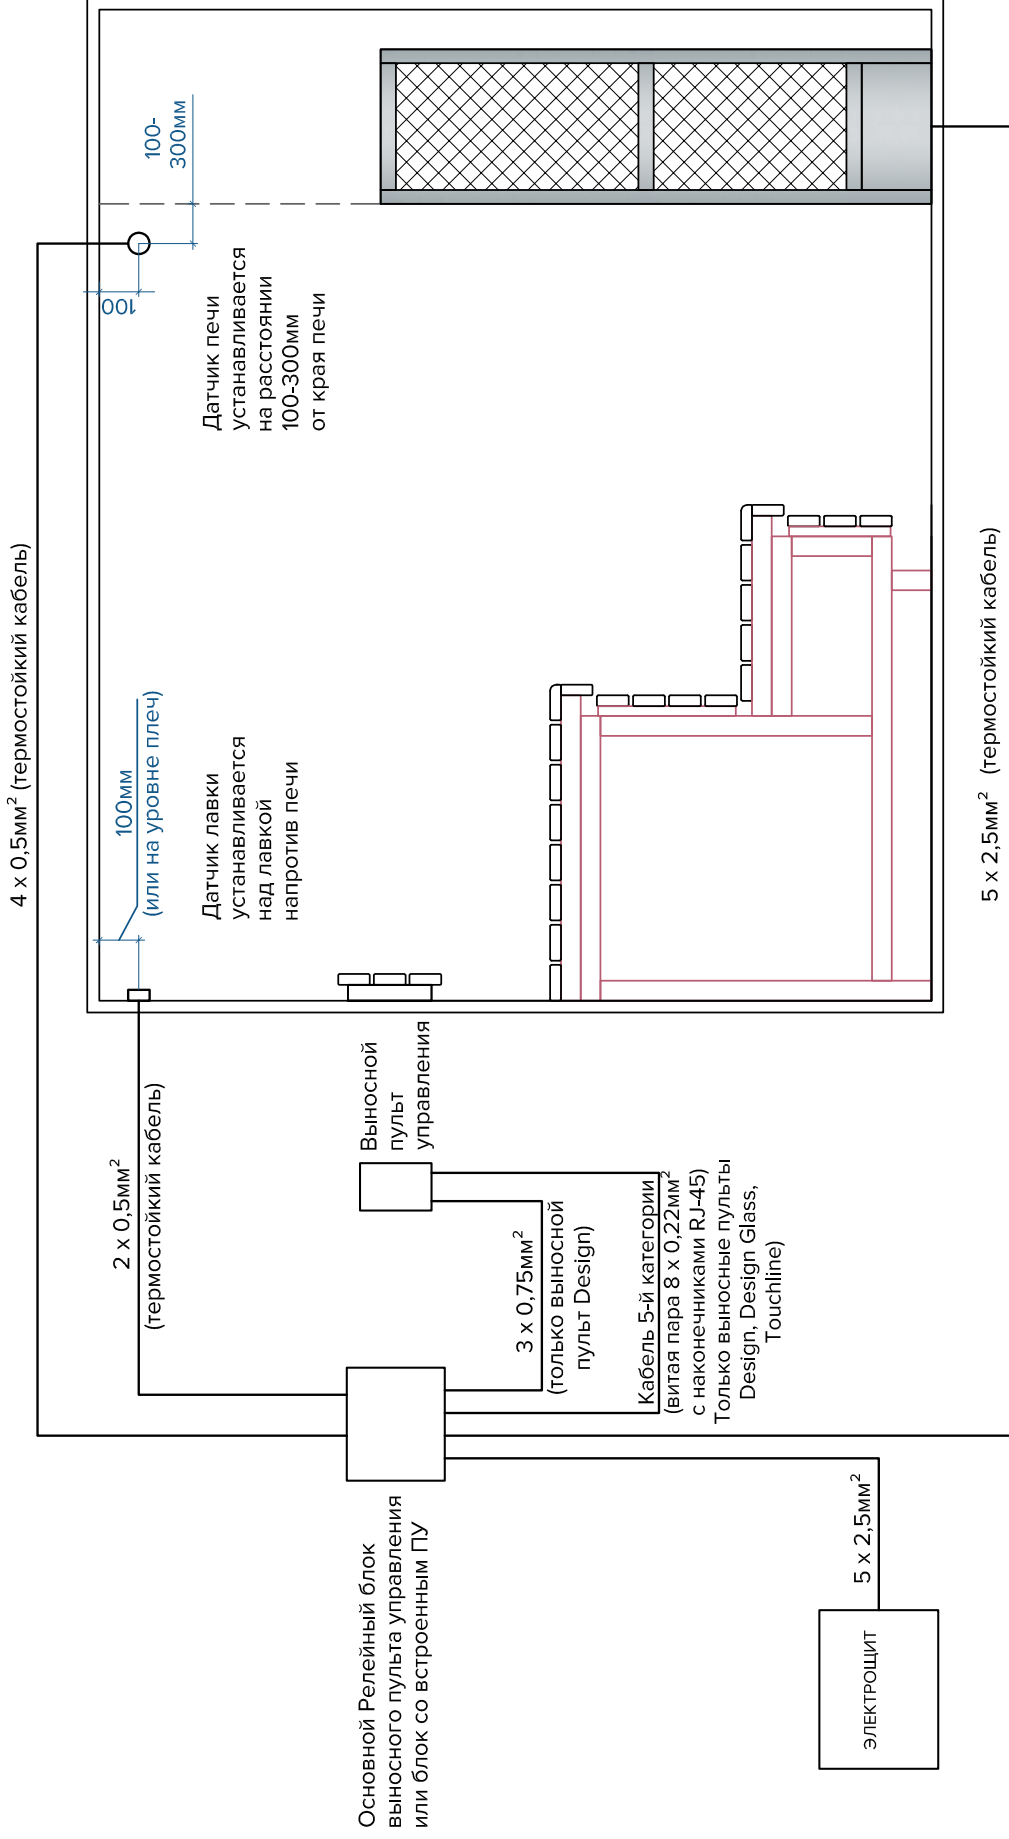 4 x 0,5мм² (термостойкий кабель)
100мм
(или на уровне плеч)
100
100-
300мм
Датчик лавки
устанавливается
над лавкой
напротив печи
Датчик печи
устанавливается
на расстоянии
100-300мм
от края печи
2 x 0,5мм²
(термостойкий кабель)
Выносной
пульт
управления
3 x 0,75мм²
(только выносной
пульт Design)
Кабель 5-й категории
(витая пара 8 x 0,22мм²
с наконечниками RJ-45)
Только выносные пульты
Design, Design Glass,
Touchline)
Основной Релейный блок
выносного пульта управления
или блок со встроенным ПУ
5 x 2,5мм²
ЭЛЕКТРОЩИТ
5 x 2,5мм² (термостойкий кабель)